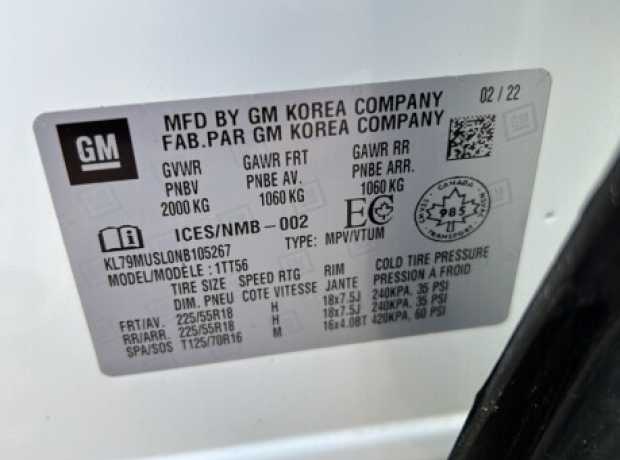 GM
MFD BY GM KOREA COMPANY 02 / 22
FAB.PAR GM KOREA COMPANY
GVWR GAWR FRT GAWR RR
PNBV PNBE AV. PNBE ARR.
2000 KG 1060 KG 1060 KG
ICES/NMB-002 EC
KL79MUSL0NB105267 TYPE: MPV/VTUM
MODEL/MODÈLE: 1TT56
CANADA
985
TRANSPORT
TIRE SIZE SPEED RTG RIM COLD TIRE PRESSURE
DIM. PNEU COTE VITESSE JANTE PRESSION A FROID
FRT/AV. 225/55R18 H 18x7.5J 240KPA, 35 PSI
RR/ARR. 225/55R18 H 18x7.5J 240KPA, 35 PSI
SPA/SOS T125/70R16 M 16x4.0BT 420KPA, 60 PSI